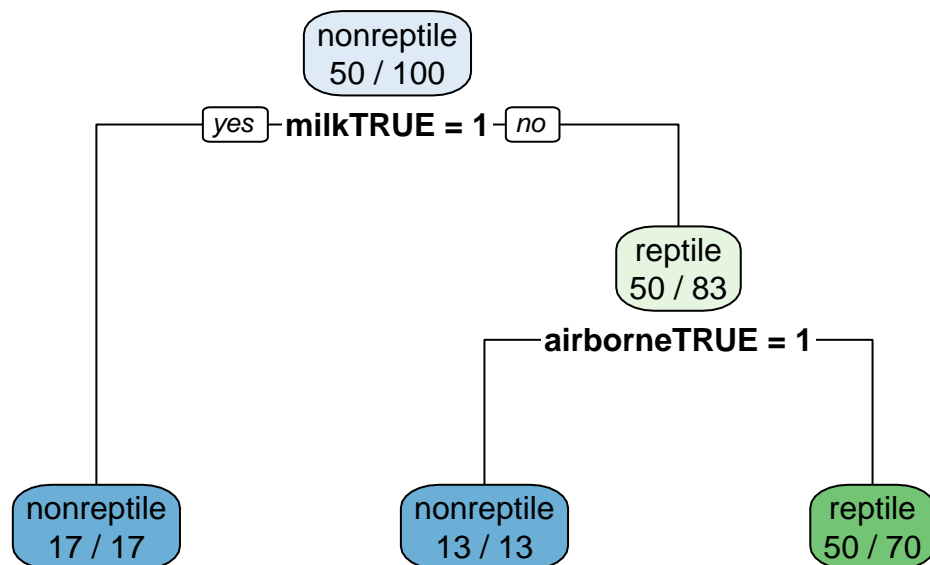 nonreptile
50 / 100
yes milkTRUE = 1 no
reptile
50 / 83
airborneTRUE = 1
nonreptile
17 / 17
nonreptile
13 / 13
reptile
50 / 70